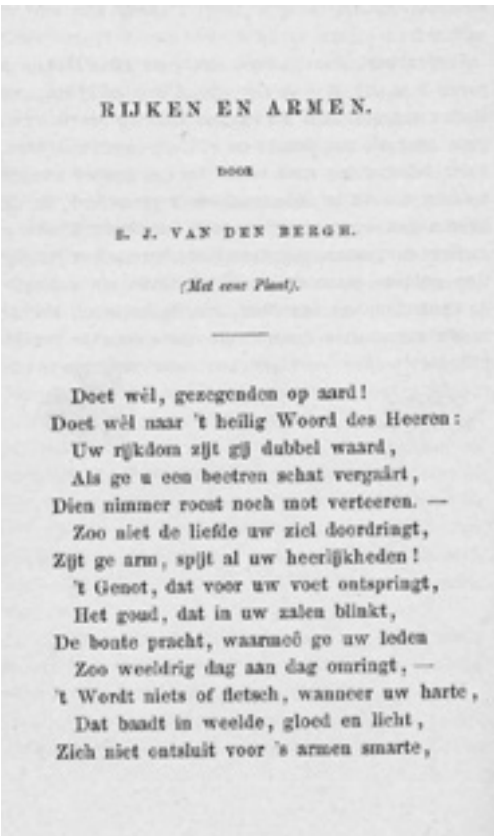 RIJKEN EN ARMEN.
DOOR
S. J. VAN DEN BERGH.
(Met eene Plaat).
Doet wèl, gezegenden op aard!
Doet wèl naar 't heilig Woord des Heeren:
Uw rijkdom zijt gij dubbel waard,
Als ge u een beetren schat vergaârt,
Dien nimmer roest noch mot verteeren. —
Zoo niet de liefde uw ziel doordringt,
Zijt ge arm, spijt al uw heerlijkheden!
't Genot, dat voor uw voet ontspringt,
Het goud, dat in uw zalen blinkt,
De bonte pracht, waarmeê ge uw leden
Zoo weeldrig dag aan dag omringt, —
't Wordt niets of fletsch, wanneer uw harte,
Dat baadt in weelde, gloed en licht,
Zich niet ontsluit voor 's armen smarte,